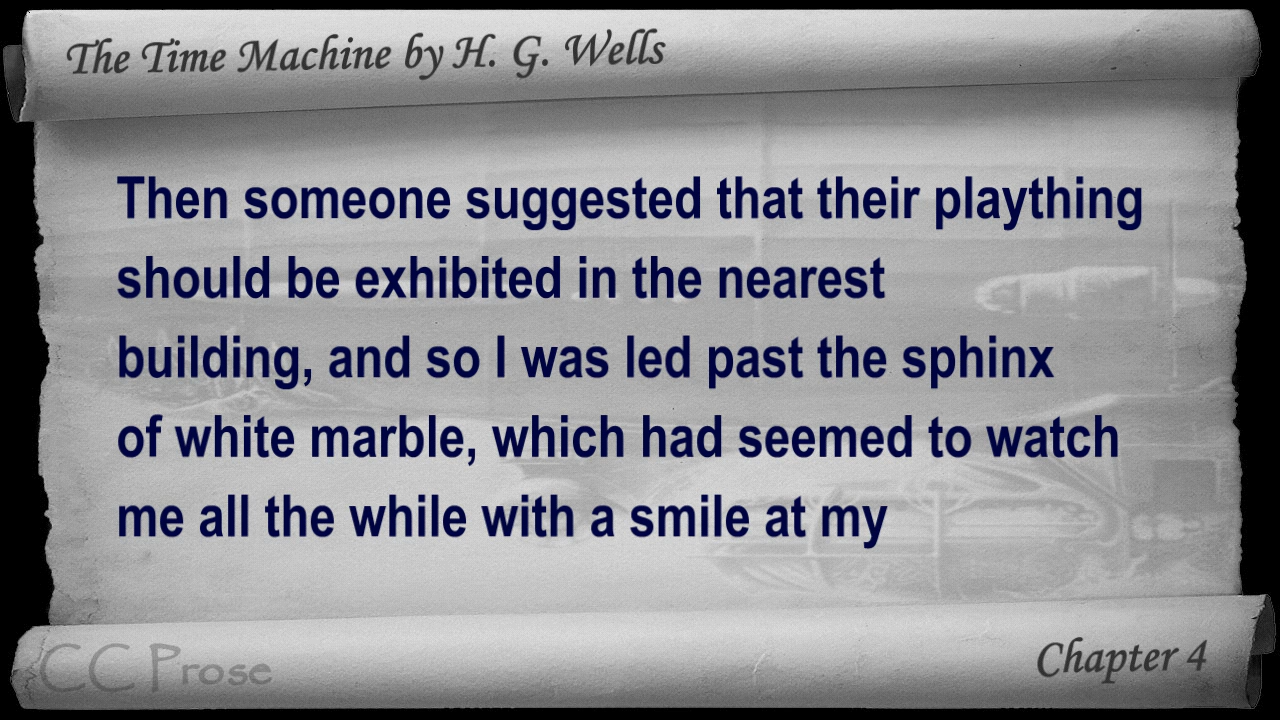 The Time Machine by H. G. Wells
Then someone suggested that their plaything
should be exhibited in the nearest
building, and so I was led past the sphinx
of white marble, which had seemed to watch
me all the while with a smile at my
CC Prose
Chapter 4